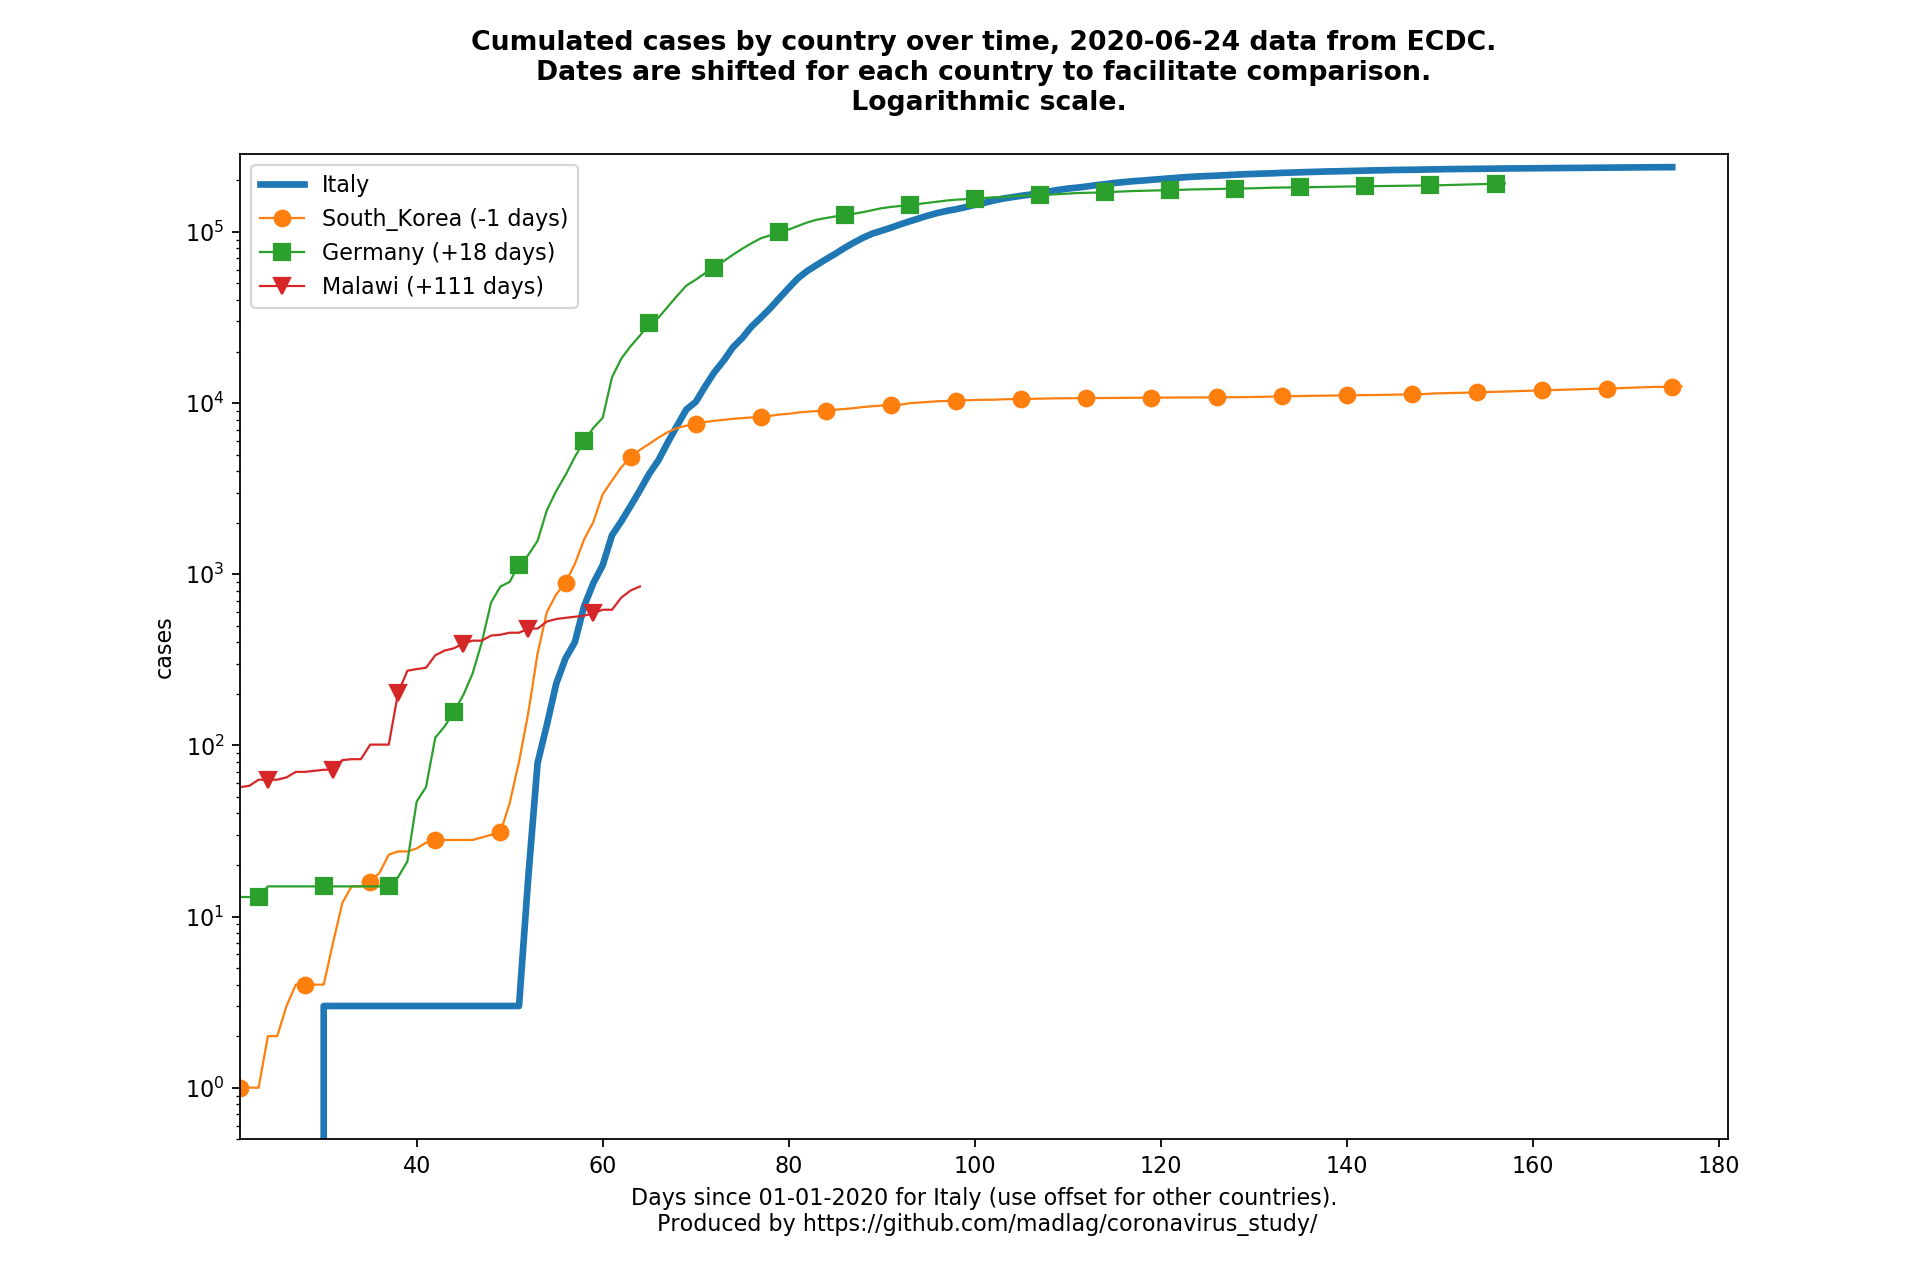 Cumulated cases by country over time, 2020-06-24 data from ECDC.
Dates are shifted for each country to facilitate comparison.
Logarithmic scale.
Italy
South_Korea (-1 days)
Germany (+18 days)
Malawi (+111 days)
10^5
10^4
10^3
10^2
10^1
10^0
cases
40 60 80 100 120 140 160 180
Days since 01-01-2020 for Italy (use offset for other countries).
Produced by https://github.com/madlag/coronavirus_study/